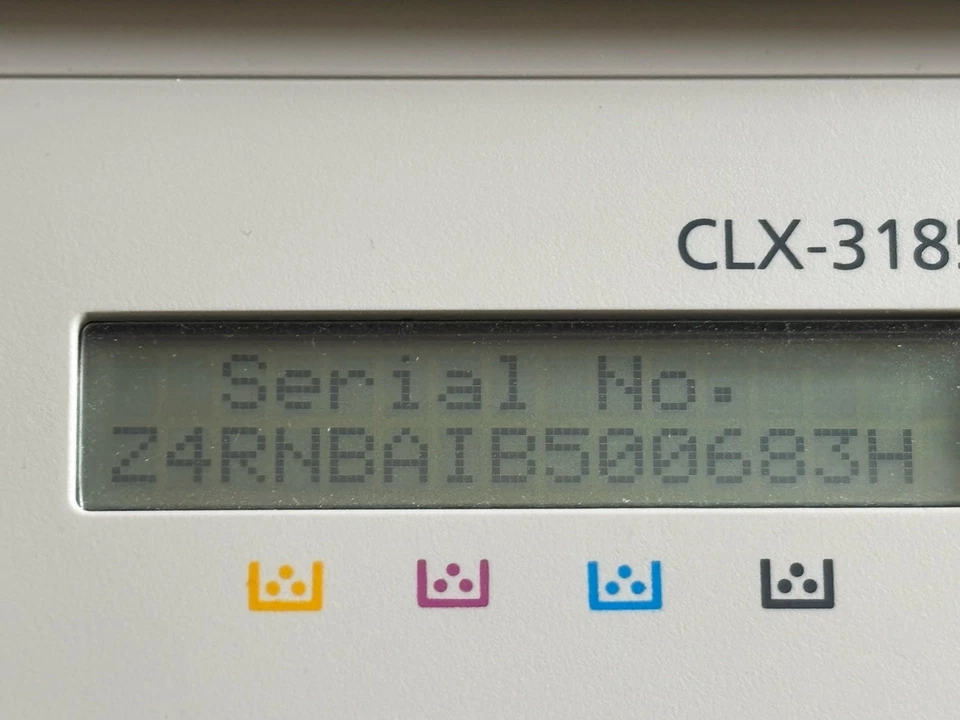 CLX-3185
Serial No.
Z4RNBAIB500683H